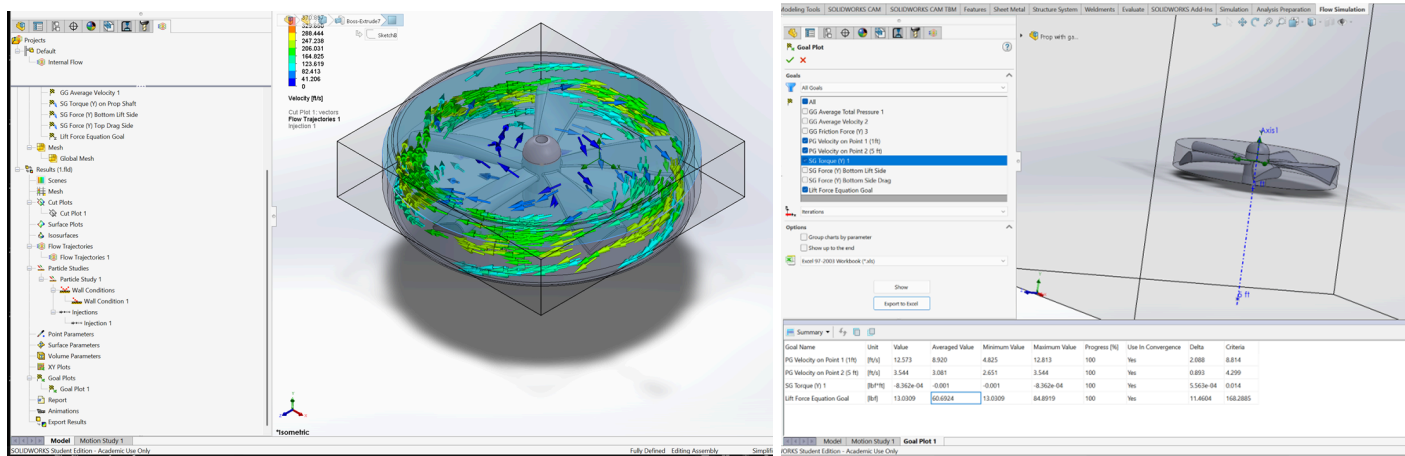 Projects
Default
Internal Flow
GG Average Velocity 1
SG Torque (Y) on Prop Shaft
SG Force (Y) Bottom Lift Side
SG Force (Y) Top Drag Side
Lift Force Equation Goal
Mesh
Global Mesh
Results (1.fld)
Scenes
Mesh
Cut Plots
Cut Plot 1
Surface Plots
Isosurfaces
Flow Trajectories
Flow Trajectories 1
Particle Studies
Particle Study 1
Wall Conditions
Wall Condition 1
Injections
Injection 1
Point Parameters
Surface Parameters
Volume Parameters
XY Plots
Goal Plots
Goal Plot 1
Report
Animations
Export Results
Model Motion Study 1
SOLIDWORKS Student Edition - Academic Use Only
Boss-Extrude7
Sketch8
288.444
247.238
206.031
164.825
123.619
82.413
41.206
0
Velocity [ft/s]
Cut Plot 1: vectors
Flow Trajectories 1
Injection 1
*Isometric
Fully Defined Editing Assembly
Modeling Tools SOLIDWORKS CAM SOLIDWORKS CAM TBM Features Sheet Metal Structure System Weldments Evaluate SOLIDWORKS Add-Ins Simulation Analysis Preparation Flow Simulation
Goal Plot
Goals
All Goals
All
GG Average Total Pressure 1
GG Average Velocity 2
GG Friction Force (Y) 3
PG Velocity on Point 1 (1ft)
PG Velocity on Point 2 (5 ft)
SG Torque (Y) 1
SG Force (Y) Bottom Lift Side
SG Force (Y) Bottom Side Drag
Lift Force Equation Goal
Iterations
Options
Group charts by parameter
Show up to the end
Excel 97-2003 Workbook (*.xls)
Show
Export to Excel
Prop with go...
Axis1
5 ft
Summary
Goal Name Unit Value Averaged Value Minimum Value Maximum Value Progress [%] Use In Convergence Delta Criteria
PG Velocity on Point 1 (1ft) [ft/s] 12.573 8.920 4.825 12.813 100 Yes 2.088 8.814
PG Velocity on Point 2 (5 ft) [ft/s] 3.544 3.081 2.651 3.544 100 Yes 0.893 4.299
SG Torque (Y) 1 [lbf*ft] -8.362e-04 -0.001 -0.001 -8.362e-04 100 Yes 5.563e-04 0.014
Lift Force Equation Goal [lbf] 13.0309 60.6924 13.0309 84.8919 100 Yes 11.4604 168.2885
Model Motion Study 1 Goal Plot 1
SOLIDWORKS Student Edition - Academic Use Only